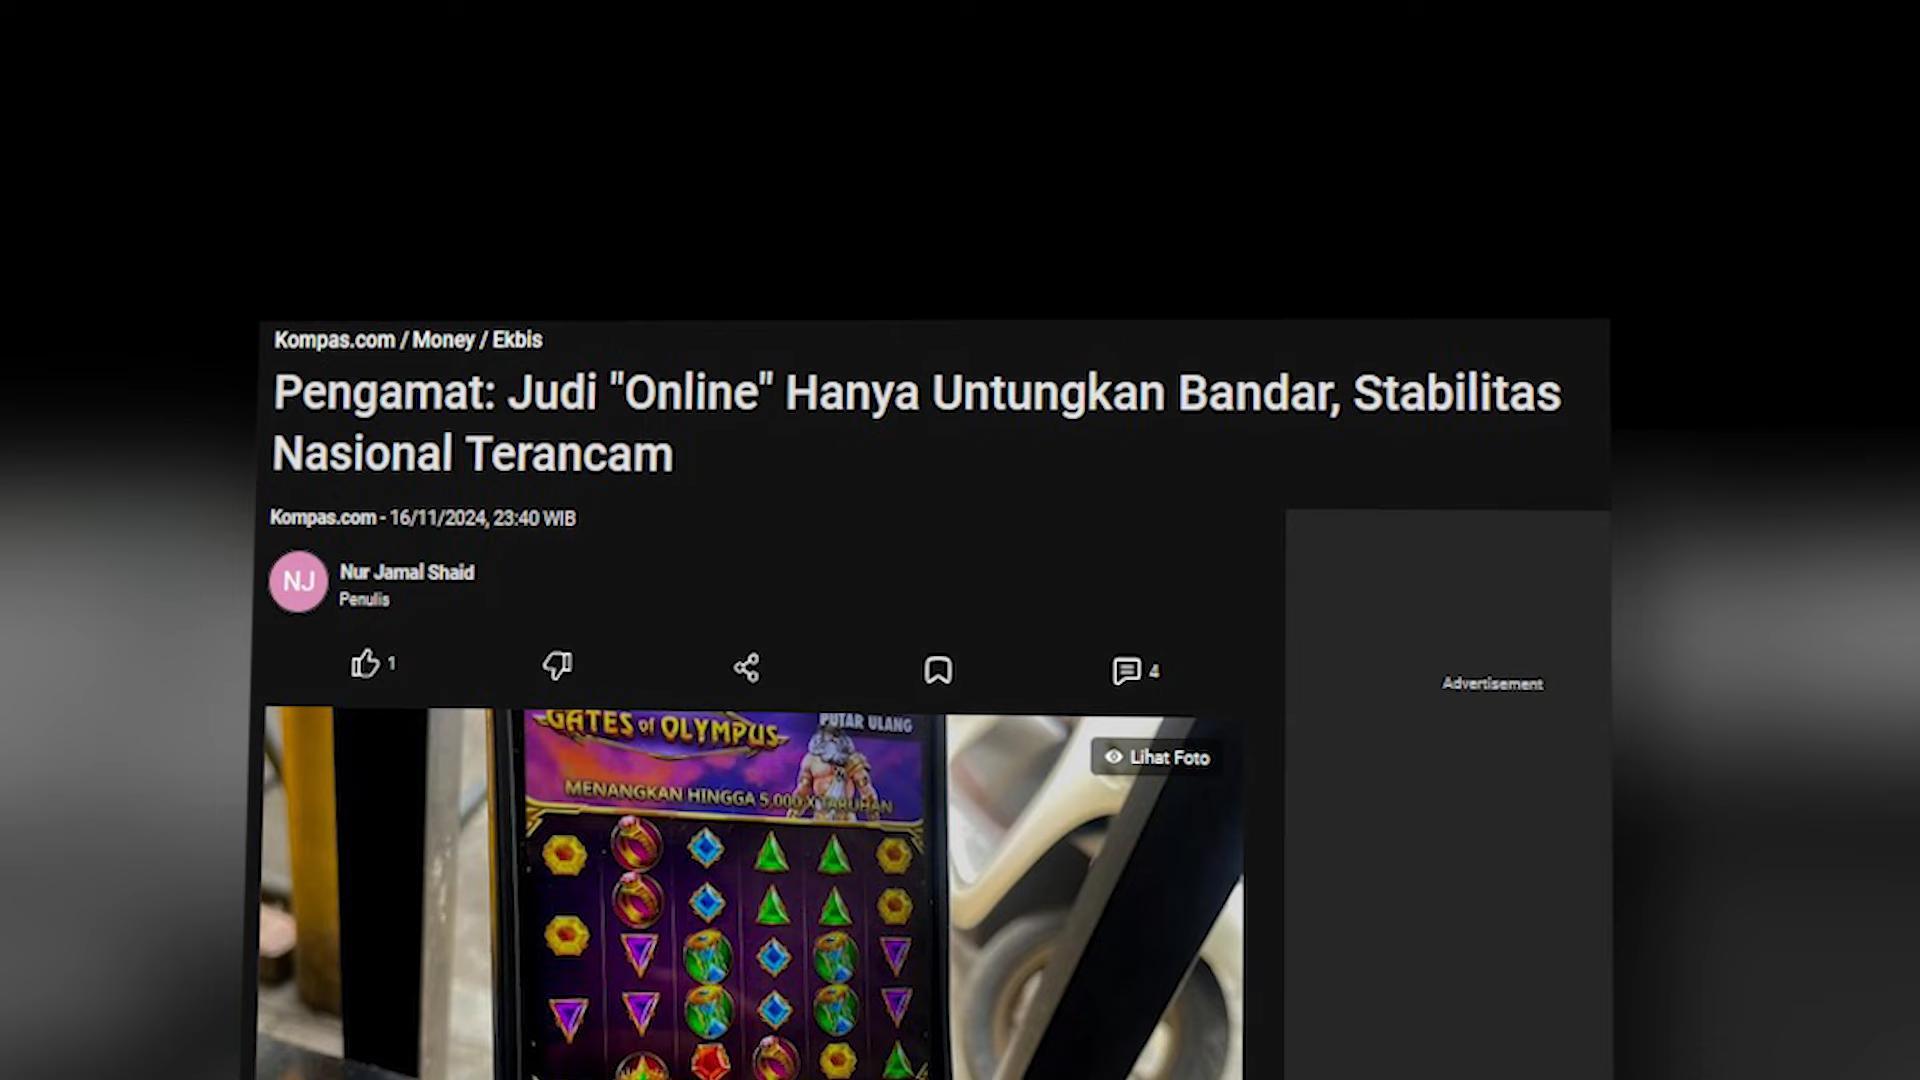 Kompas.com / Money / Ekbis
Pengamat: Judi "Online" Hanya Untungkan Bandar, Stabilitas
Nasional Terancam
Kompas.com - 16/11/2024, 23:40 WIB
NJ
Nur Jamal Shaid
Penulis
1
4
Advertisement
GATES of OLYMPUS
PUTAR ULANG
Lihat Foto
MENANGKAN HINGGA 5,000 X TARUHAN